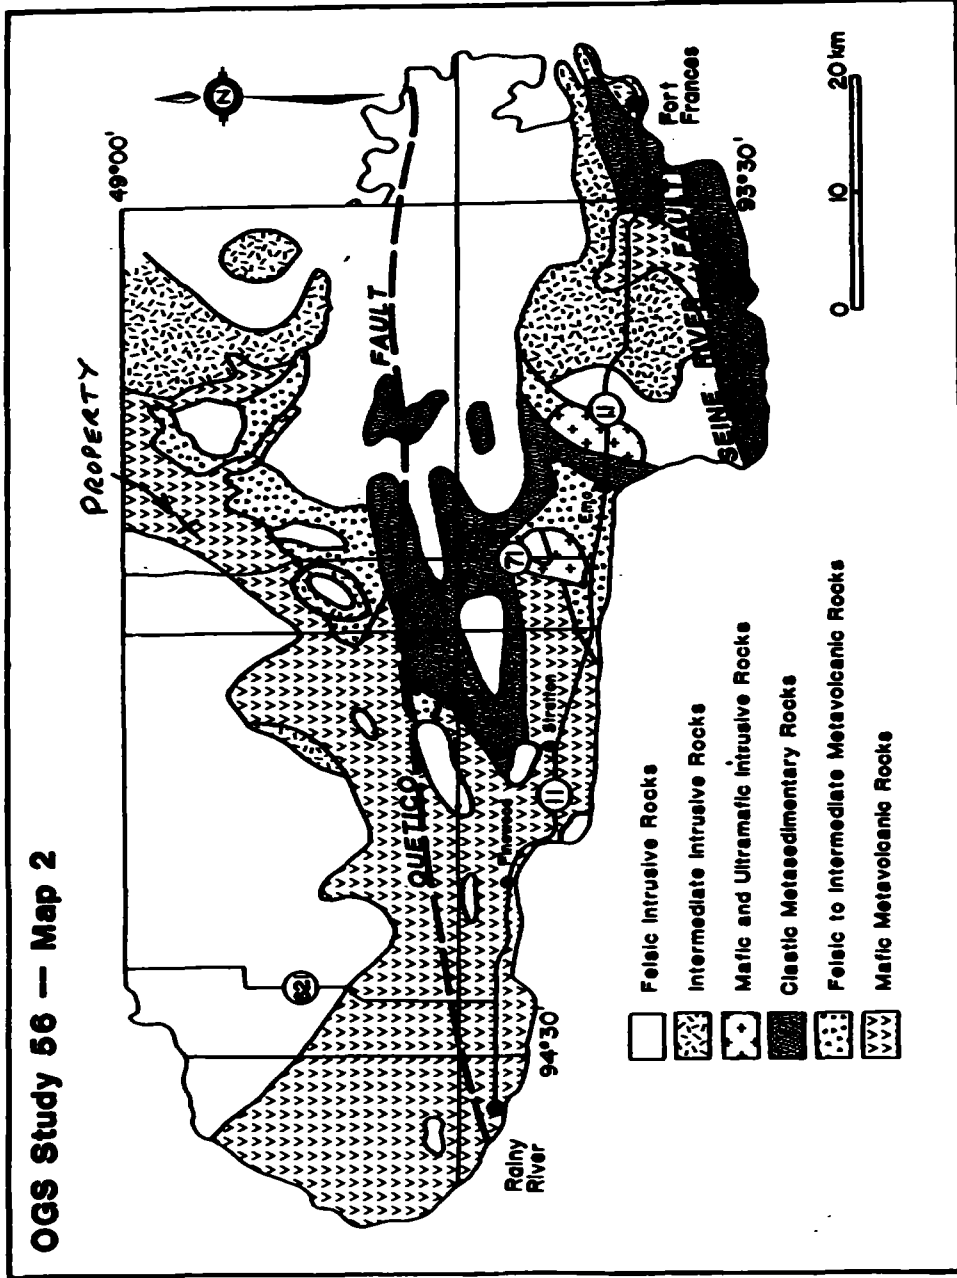 OGS Study 56 — Map 2
PROPERTY
49°00'
N
FAULT
QUETICO
621
71
Emo
11
Pinewood
Stratton
11
Rainy
River
94°30'
SEINE RIVER FAULT
Fort
Frances
93°30'
0 10 20 km
Felsic Intrusive Rocks
Intermediate Intrusive Rocks
Mafic and Ultramafic Intrusive Rocks
Clastic Metasedimentary Rocks
Felsic to Intermediate Metavolcanic Rocks
Mafic Metavolcanic Rocks